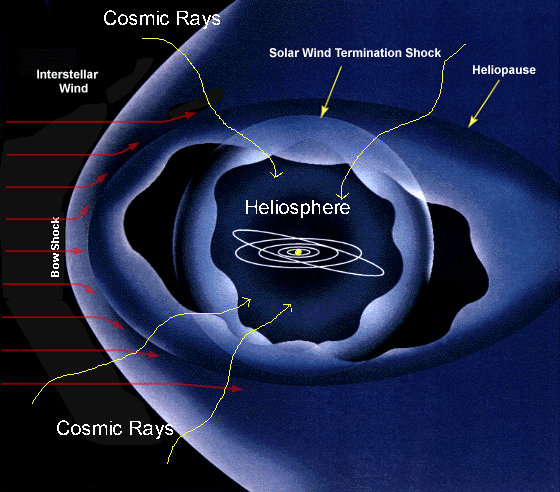 Cosmic Rays
Solar Wind Termination Shock
Heliopause
Interstellar
Wind
Heliosphere
Bow Shock
Cosmic Rays